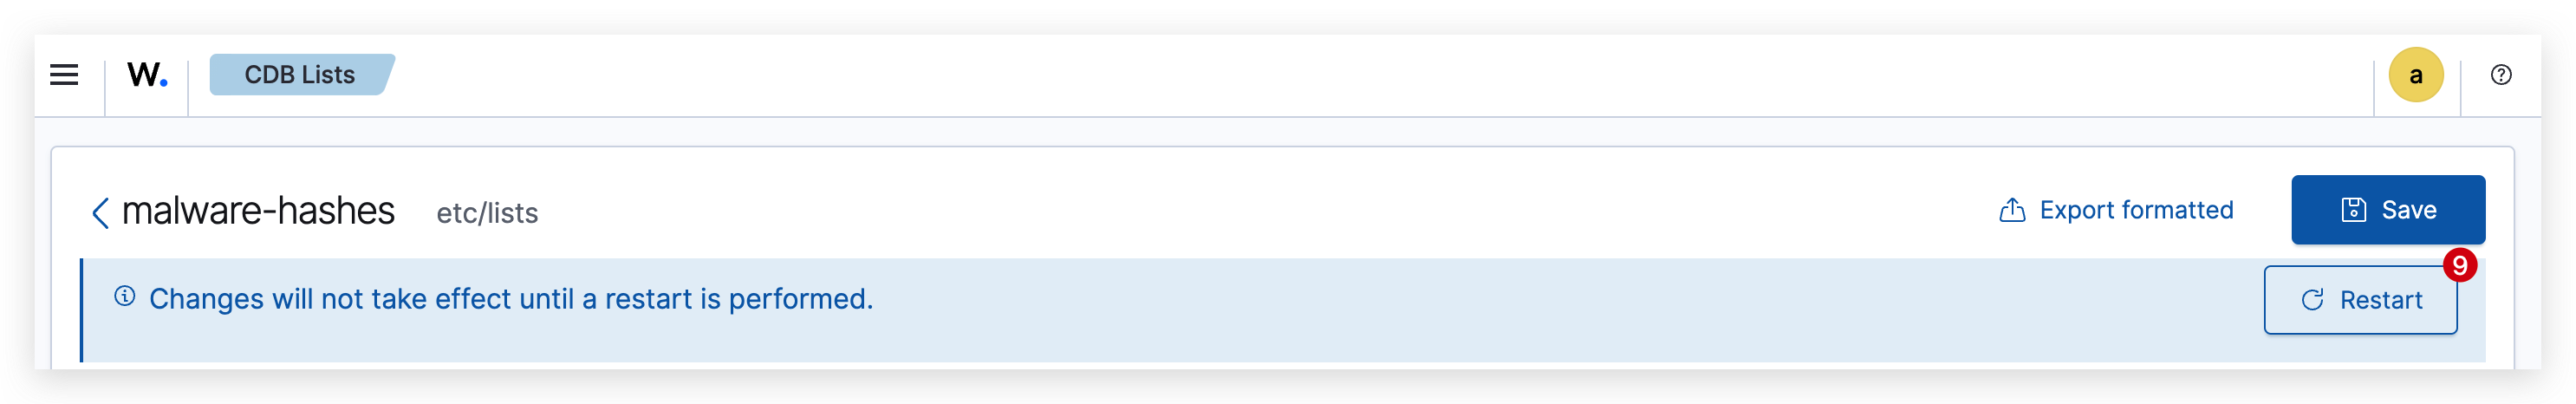 W.
CDB Lists
a
malware-hashes
etc/lists
Export formatted
Save
9
Changes will not take effect until a restart is performed.
Restart